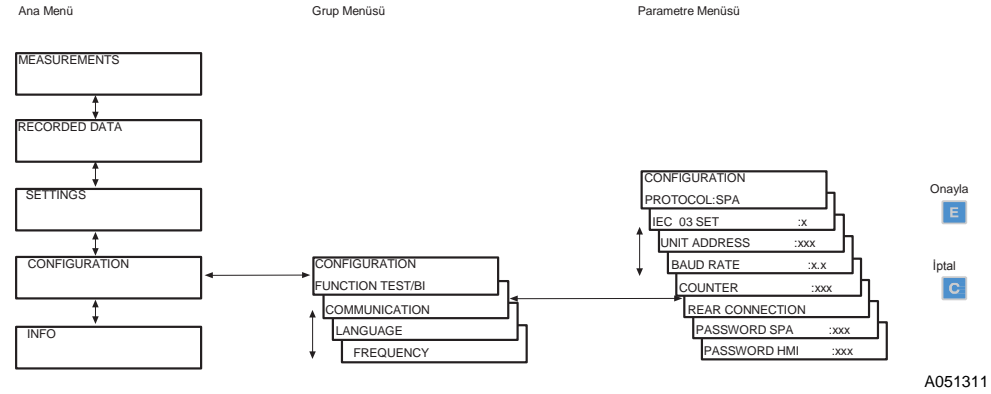 Ana Menü
Grup Menüsü
Parametre Menüsü
MEASUREMENTS
RECORDED DATA
SETTINGS
CONFIGURATION
INFO
CONFIGURATION
FUNCTION TEST/BI
COMMUNICATION
LANGUAGE
FREQUENCY
CONFIGURATION
PROTOCOL:SPA
IEC 03 SET :x
UNIT ADDRESS :xxx
BAUD RATE :x.x
COUNTER :xxx
REAR CONNECTION
PASSWORD SPA :xxx
PASSWORD HMI :xxx
Onayla
E
İptal
C
A051311